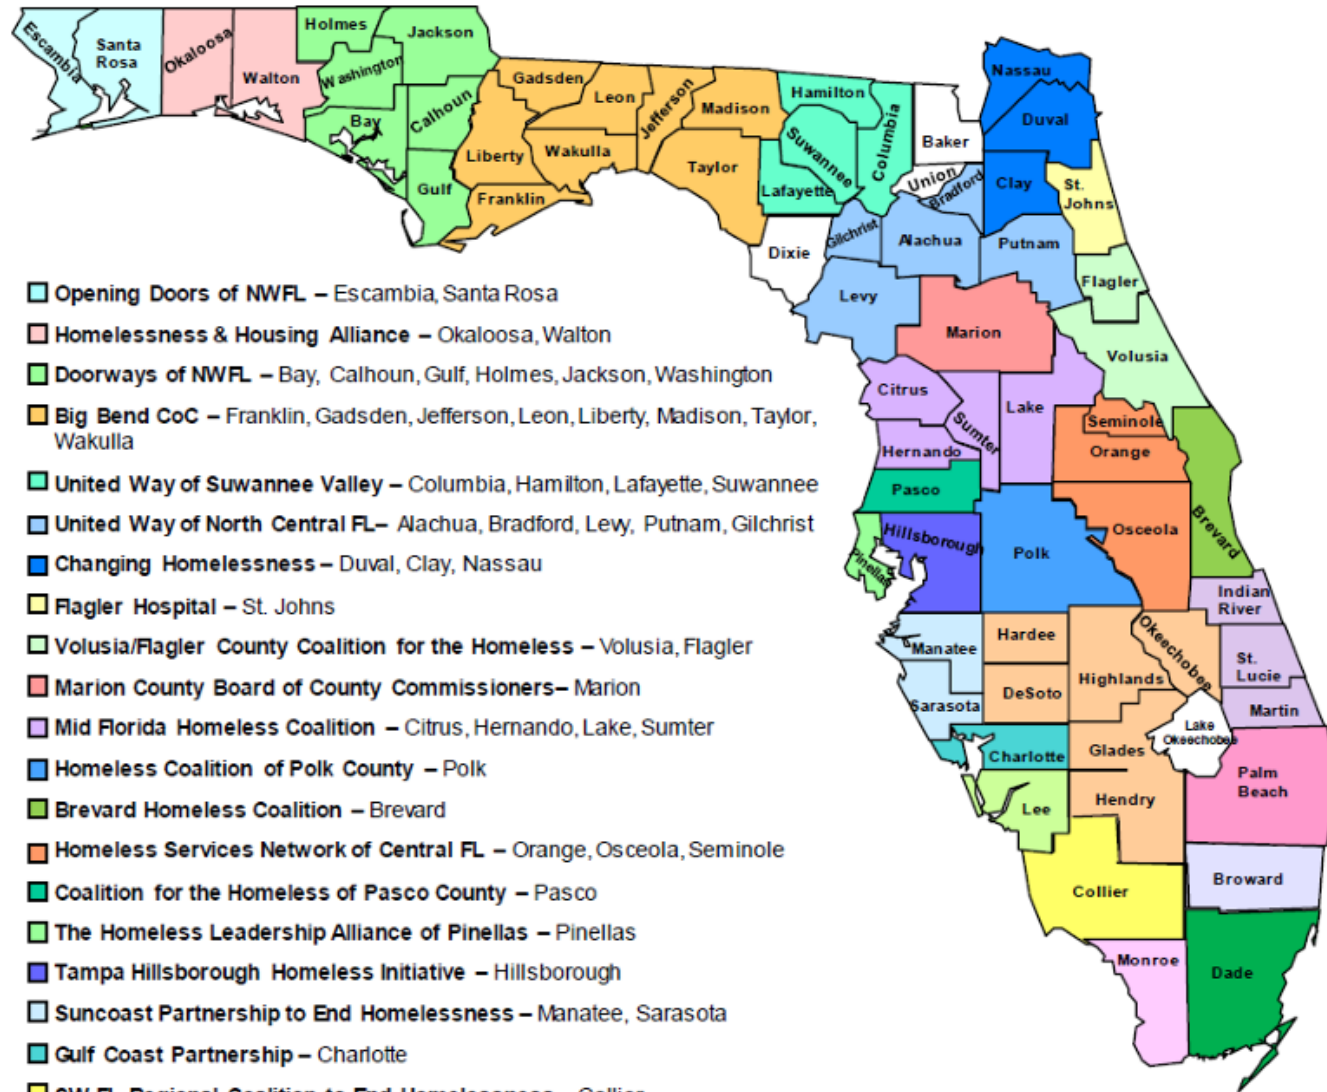 Escambia
Santa
Rosa
Okaloosa
Walton
Holmes
Jackson
Washington
Bay
Calhoun
Gulf
Gadsden
Leon
Jefferson
Madison
Liberty
Wakulla
Franklin
Taylor
Hamilton
Suwannee
Columbia
Lafayette
Dixie
Baker
Union
Bradford
Nassau
Duval
Clay
St.
Johns
Gilchrist
Alachua
Putnam
Levy
Flagler
Marion
Volusia
Citrus
Sumter
Lake
Hernando
Seminole
Orange
Pasco
Pinellas
Hillsborough
Polk
Osceola
Brevard
Indian
River
Manatee
Hardee
Highlands
Okeechobee
St.
Lucie
Sarasota
DeSoto
Martin
Charlotte
Glades
Lake
Okeechobee
Lee
Hendry
Palm
Beach
Collier
Broward
Monroe
Dade
Opening Doors of NWFL – Escambia, Santa Rosa
Homelessness & Housing Alliance – Okaloosa, Walton
Doorways of NWFL – Bay, Calhoun, Gulf, Holmes, Jackson, Washington
Big Bend CoC – Franklin, Gadsden, Jefferson, Leon, Liberty, Madison, Taylor,
Wakulla
United Way of Suwannee Valley – Columbia, Hamilton, Lafayette, Suwannee
United Way of North Central FL– Alachua, Bradford, Levy, Putnam, Gilchrist
Changing Homelessness – Duval, Clay, Nassau
Flagler Hospital – St. Johns
Volusia/Flagler County Coalition for the Homeless – Volusia, Flagler
Marion County Board of County Commissioners– Marion
Mid Florida Homeless Coalition – Citrus, Hernando, Lake, Sumter
Homeless Coalition of Polk County – Polk
Brevard Homeless Coalition – Brevard
Homeless Services Network of Central FL – Orange, Osceola, Seminole
Coalition for the Homeless of Pasco County – Pasco
The Homeless Leadership Alliance of Pinellas – Pinellas
Tampa Hillsborough Homeless Initiative – Hillsborough
Suncoast Partnership to End Homelessness – Manatee, Sarasota
Gulf Coast Partnership – Charlotte
SW FL Regional Coalition to End Homelessness – Collier